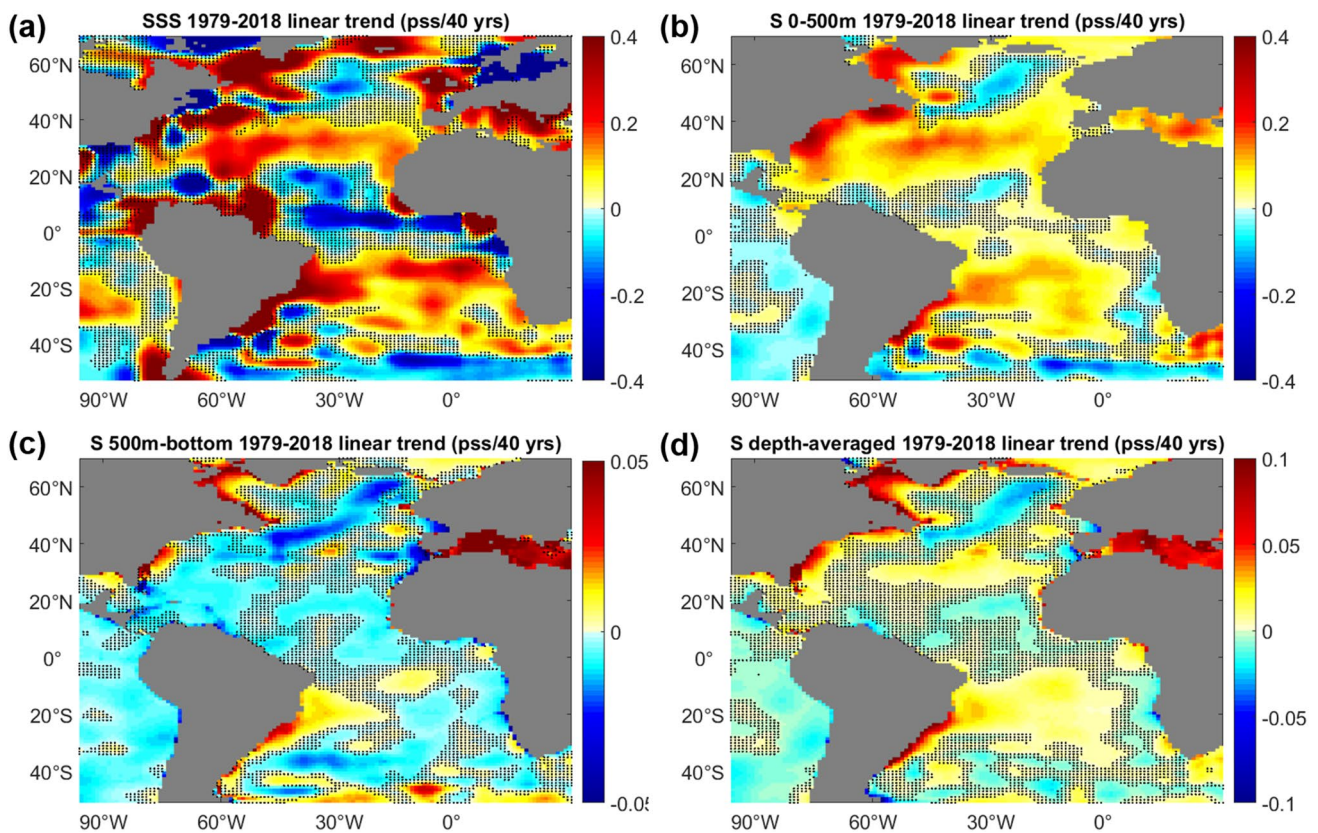 (a) SSS 1979-2018 linear trend (pss/40 yrs)
60°N
40°N
20°N
0°
20°S
40°S
90°W 60°W 30°W 0°
0.4
0.2
0
-0.2
-0.4
(b) S 0-500m 1979-2018 linear trend (pss/40 yrs)
60°N
40°N
20°N
0°
20°S
40°S
90°W 60°W 30°W 0°
0.4
0.2
0
-0.2
-0.4
(c) S 500m-bottom 1979-2018 linear trend (pss/40 yrs)
60°N
40°N
20°N
0°
20°S
40°S
90°W 60°W 30°W 0°
0.05
0
-0.05
(d) S depth-averaged 1979-2018 linear trend (pss/40 yrs)
60°N
40°N
20°N
0°
20°S
40°S
90°W 60°W 30°W 0°
0.1
0.05
0
-0.05
-0.1